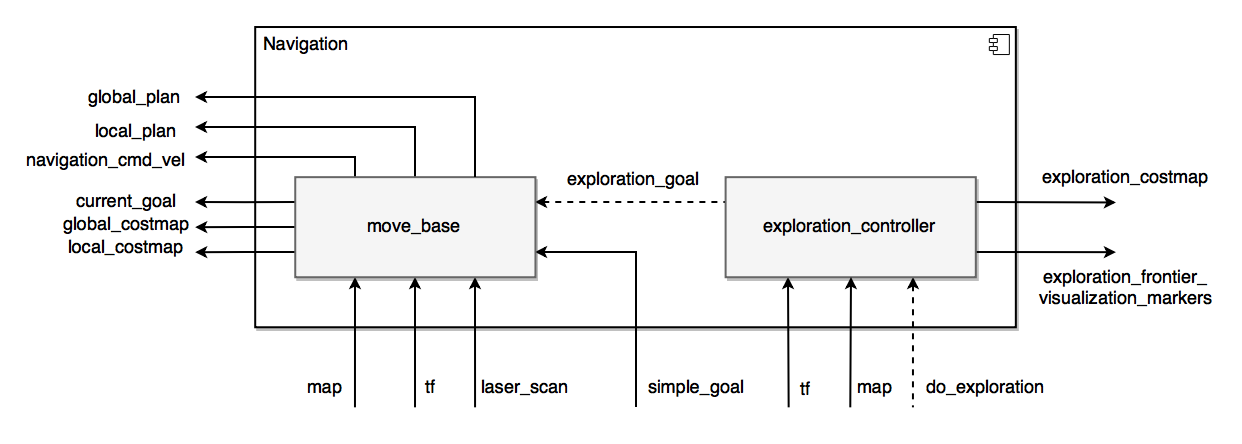 Navigation
global_plan
local_plan
navigation_cmd_vel
current_goal
global_costmap
local_costmap
move_base
exploration_goal
exploration_controller
exploration_costmap
exploration_frontier_
visualization_markers
map
tf
laser_scan
simple_goal
tf
map
do_exploration